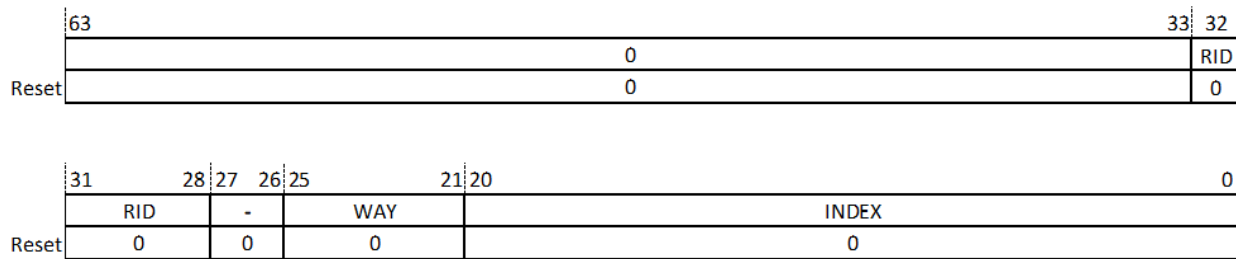 63 33 32
0 RID
Reset 0 0
31 28 27 26 25 21 20 0
RID - WAY INDEX
Reset 0 0 0 0